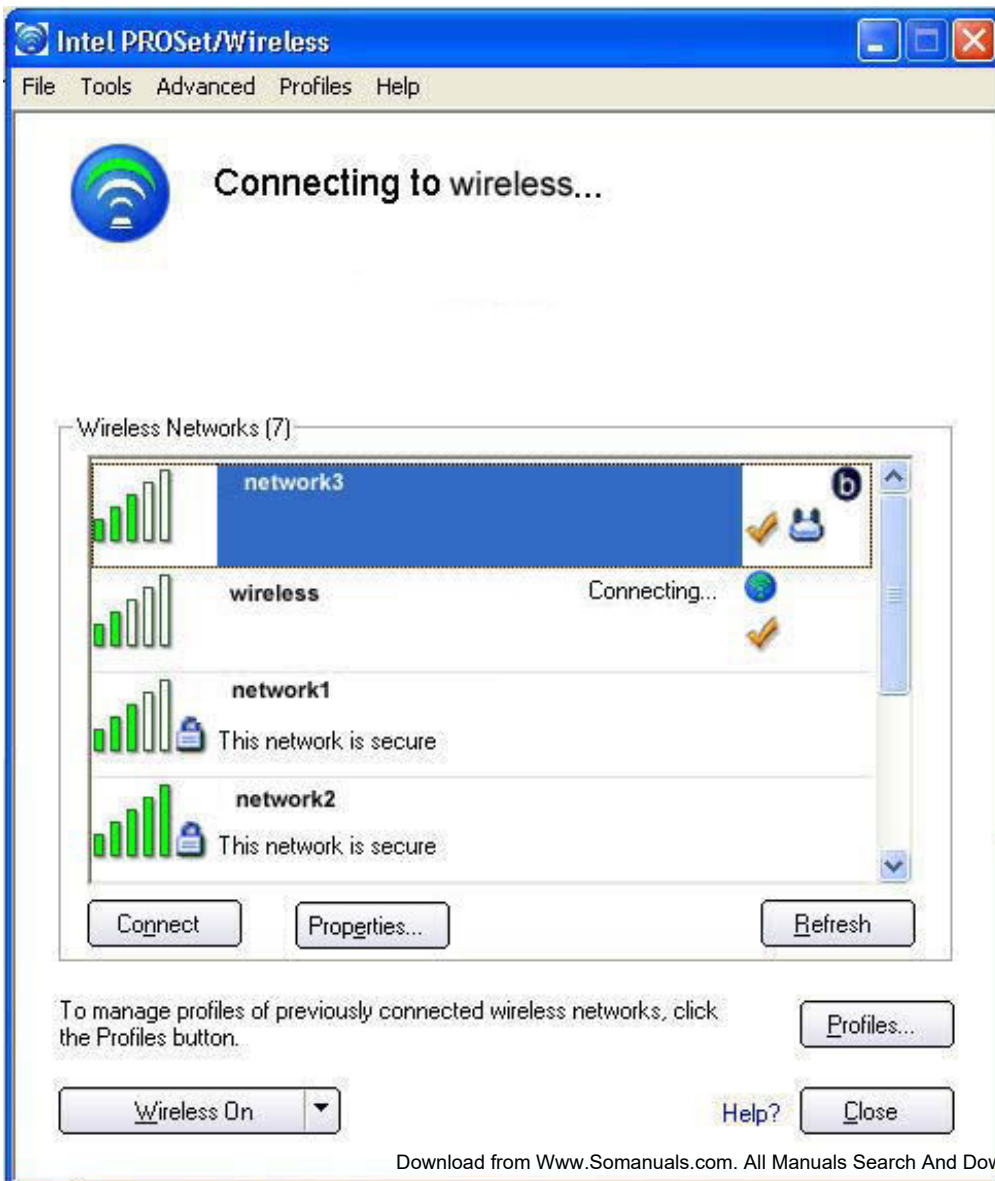 Intel PROSet/Wireless
File Tools Advanced Profiles Help
Connecting to wireless...
Wireless Networks (7)
network3
b
wireless Connecting...
network1
This network is secure
network2
This network is secure
Connect Properties... Refresh
To manage profiles of previously connected wireless networks, click
the Profiles button.
Profiles...
Wireless On Help? Close
Download from Www.Somanuals.com. All Manuals Search And Dow